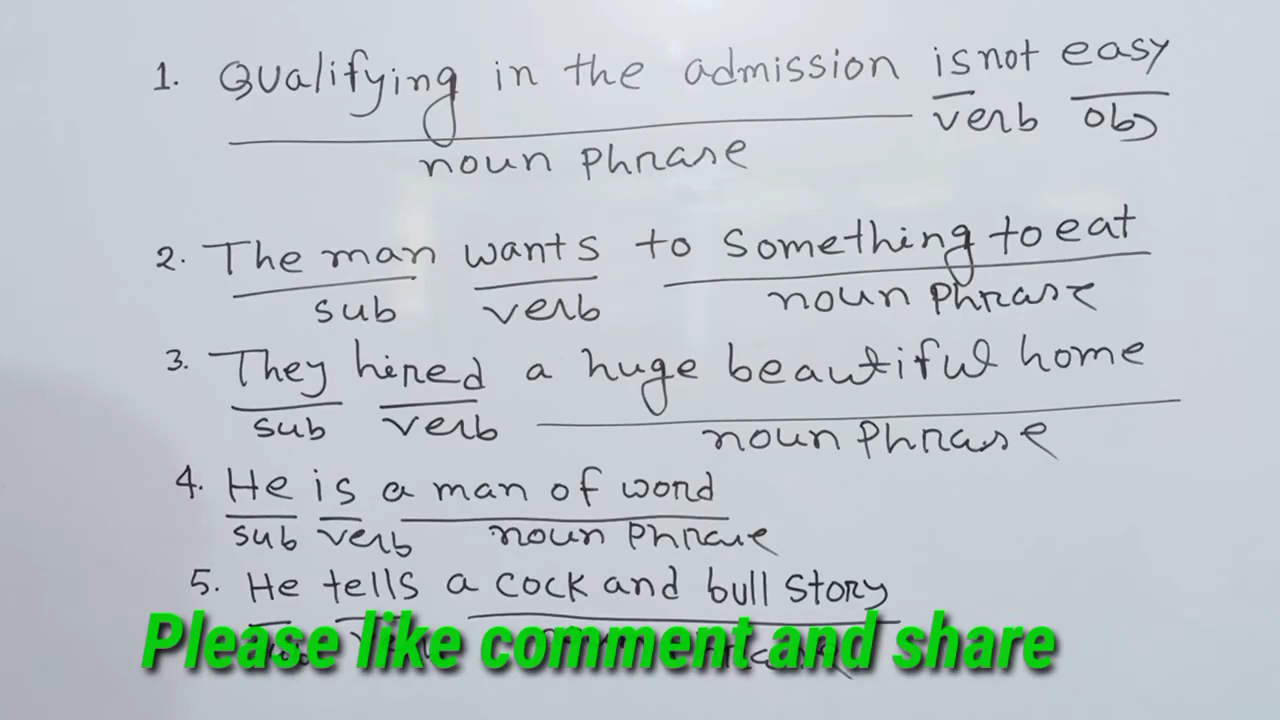 1. Qualifying in the admission is not easy
noun phrase verb obj
2. The man wants to something to eat
sub verb noun phrase
3. They hired a huge beautiful home
sub verb noun phrase
4. He is a man of word
sub verb noun phrase
5. He tells a cock and bull story
Please like comment and share